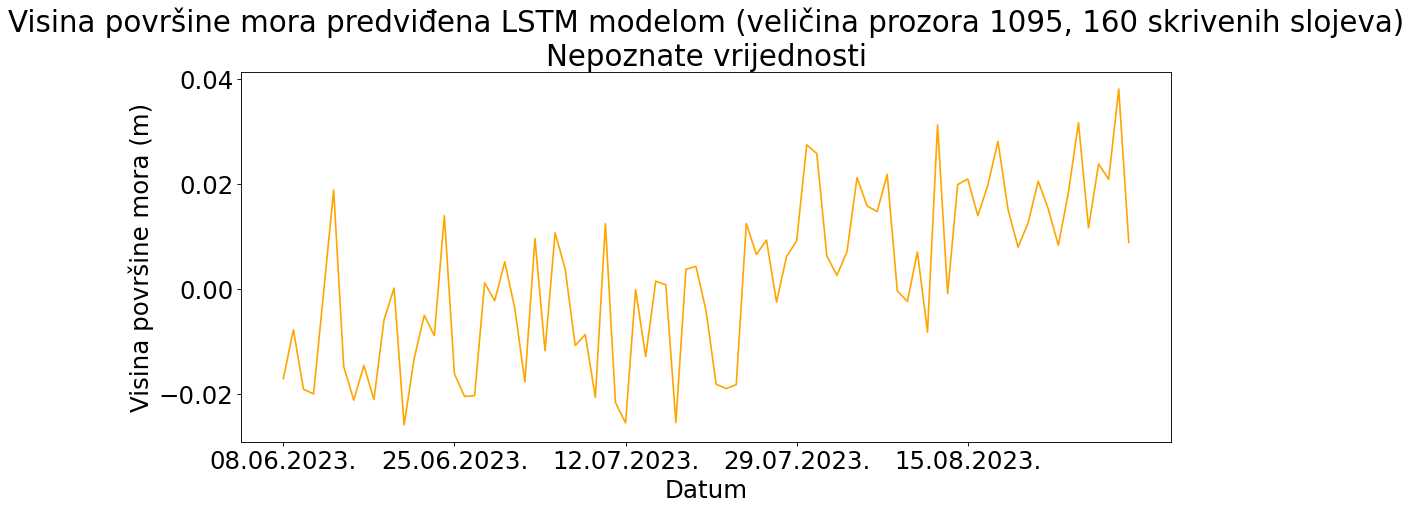 Visina površine mora predviđena LSTM modelom (veličina prozora 1095, 160 skrivenih slojeva)
Nepoznate vrijednosti
Visina površine mora (m)
0.04
0.02
0.00
−0.02
08.06.2023. 25.06.2023. 12.07.2023. 29.07.2023. 15.08.2023.
Datum